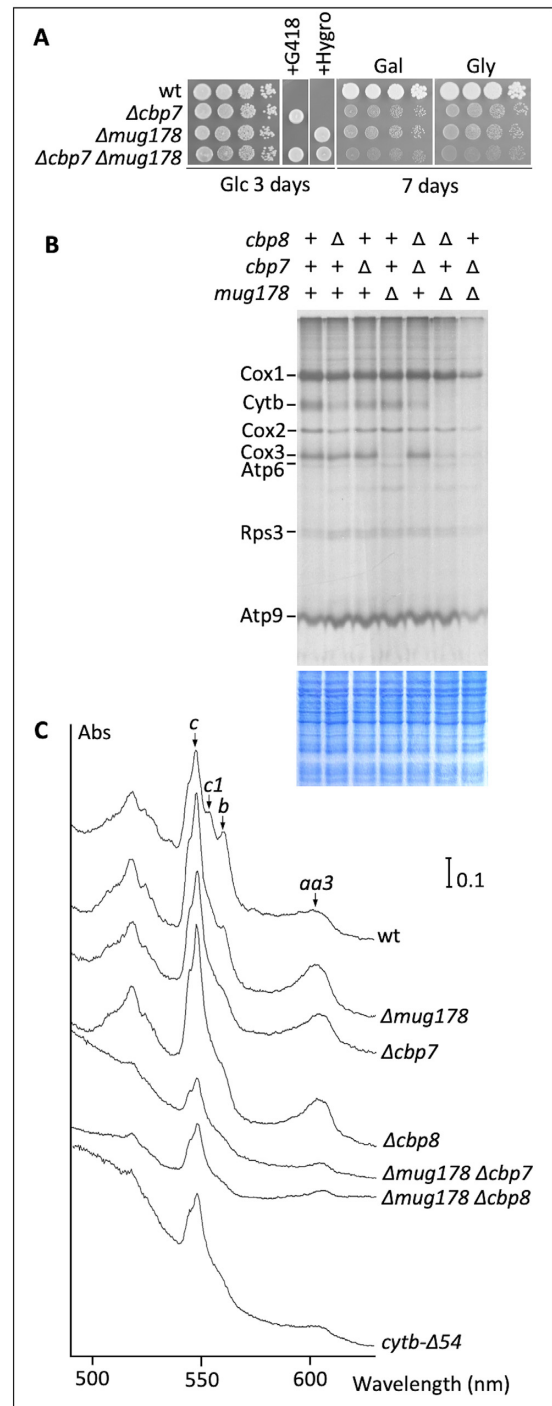 A
+G418
+Hygro
Gal
Gly
wt
Δcbp7
Δmug178
Δcbp7 Δmug178
Glc 3 days
7 days
B
cbp8 + Δ + + Δ Δ +
cbp7 + + Δ + Δ + Δ
mug178 + + + Δ + Δ Δ
Cox1
Cytb
Cox2
Cox3
Atp6
Rps3
Atp9
C
Abs
c
c1
b
aa3
0.1
wt
Δmug178
Δcbp7
Δcbp8
Δmug178 Δcbp7
Δmug178 Δcbp8
cytb-Δ54
500
550
600
Wavelength (nm)